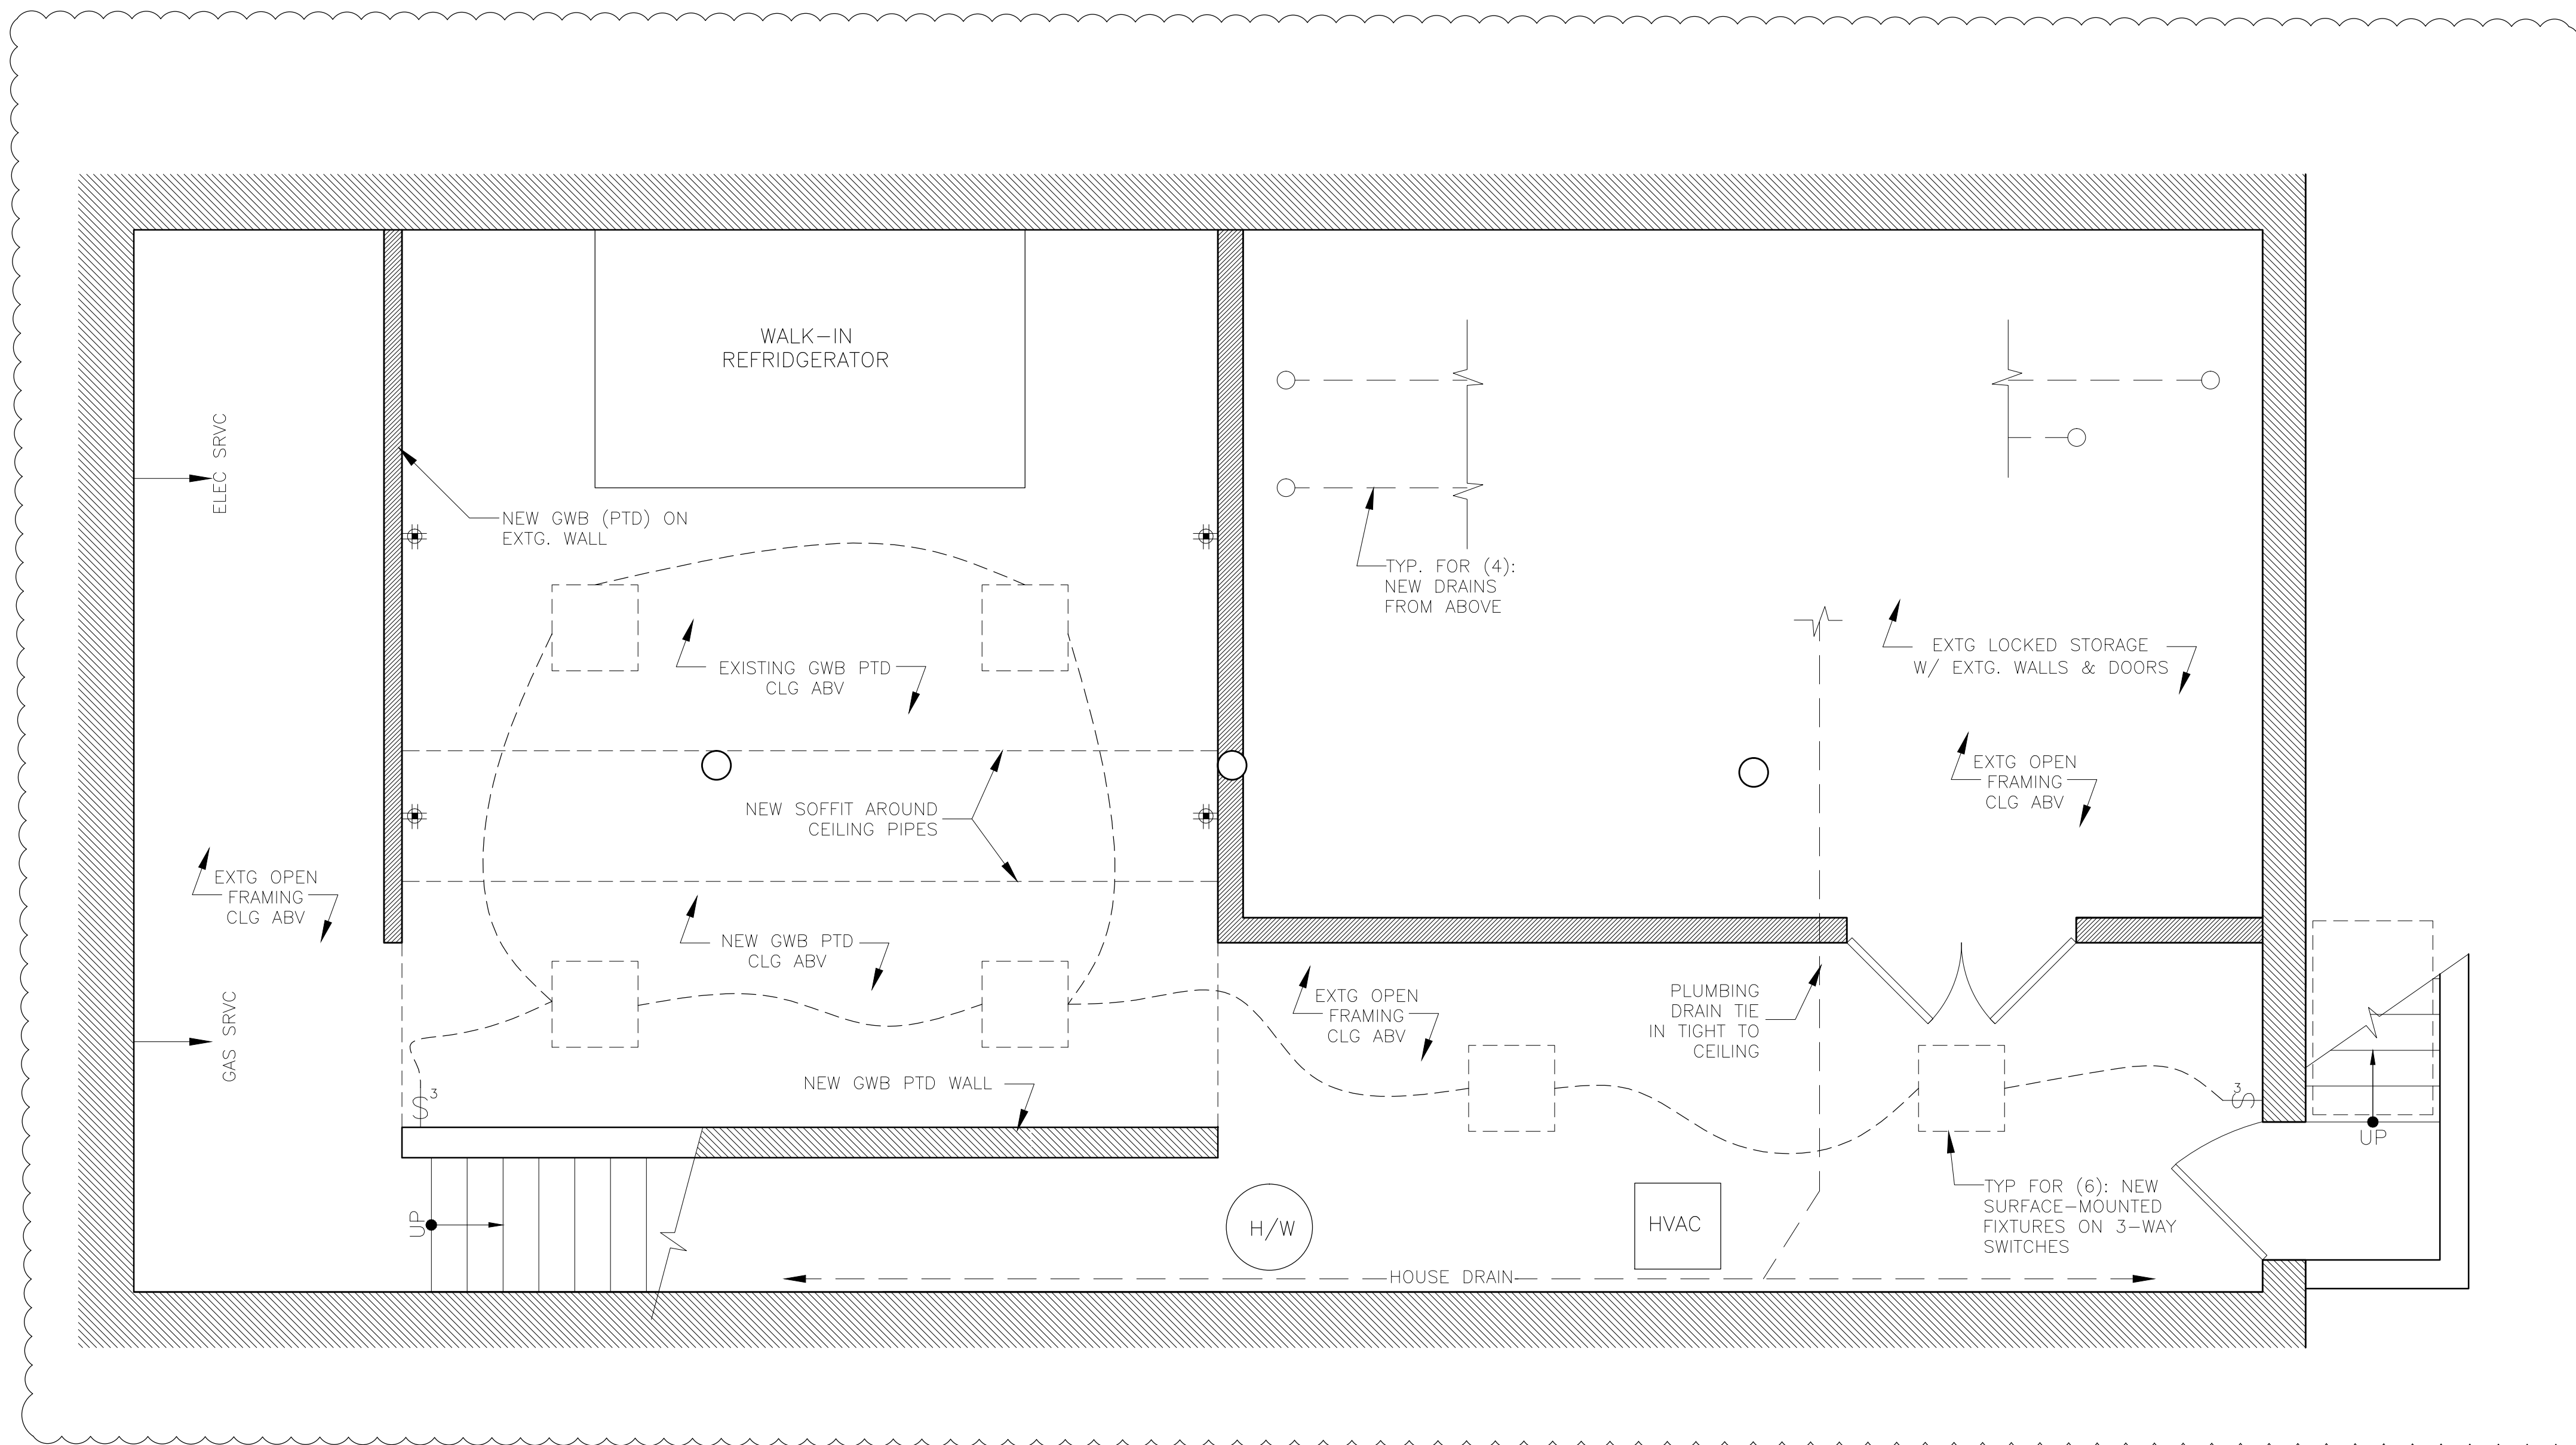 WALK-IN
REFRIDGERATOR
ELEC SRVC
NEW GWB (PTD) ON
EXTG. WALL
TYP. FOR (4):
NEW DRAINS
FROM ABOVE
EXISTING GWB PTD
CLG ABV
EXTG LOCKED STORAGE
W/ EXTG. WALLS & DOORS
EXTG OPEN
FRAMING
CLG ABV
NEW SOFFIT AROUND
CEILING PIPES
EXTG OPEN
FRAMING
CLG ABV
NEW GWB PTD
CLG ABV
EXTG OPEN
FRAMING
CLG ABV
PLUMBING
DRAIN TIE
IN TIGHT TO
CEILING
GAS SRVC
NEW GWB PTD WALL
S3
S3
UP
UP
H/W
HVAC
TYP FOR (6): NEW
SURFACE-MOUNTED
FIXTURES ON 3-WAY
SWITCHES
HOUSE DRAIN